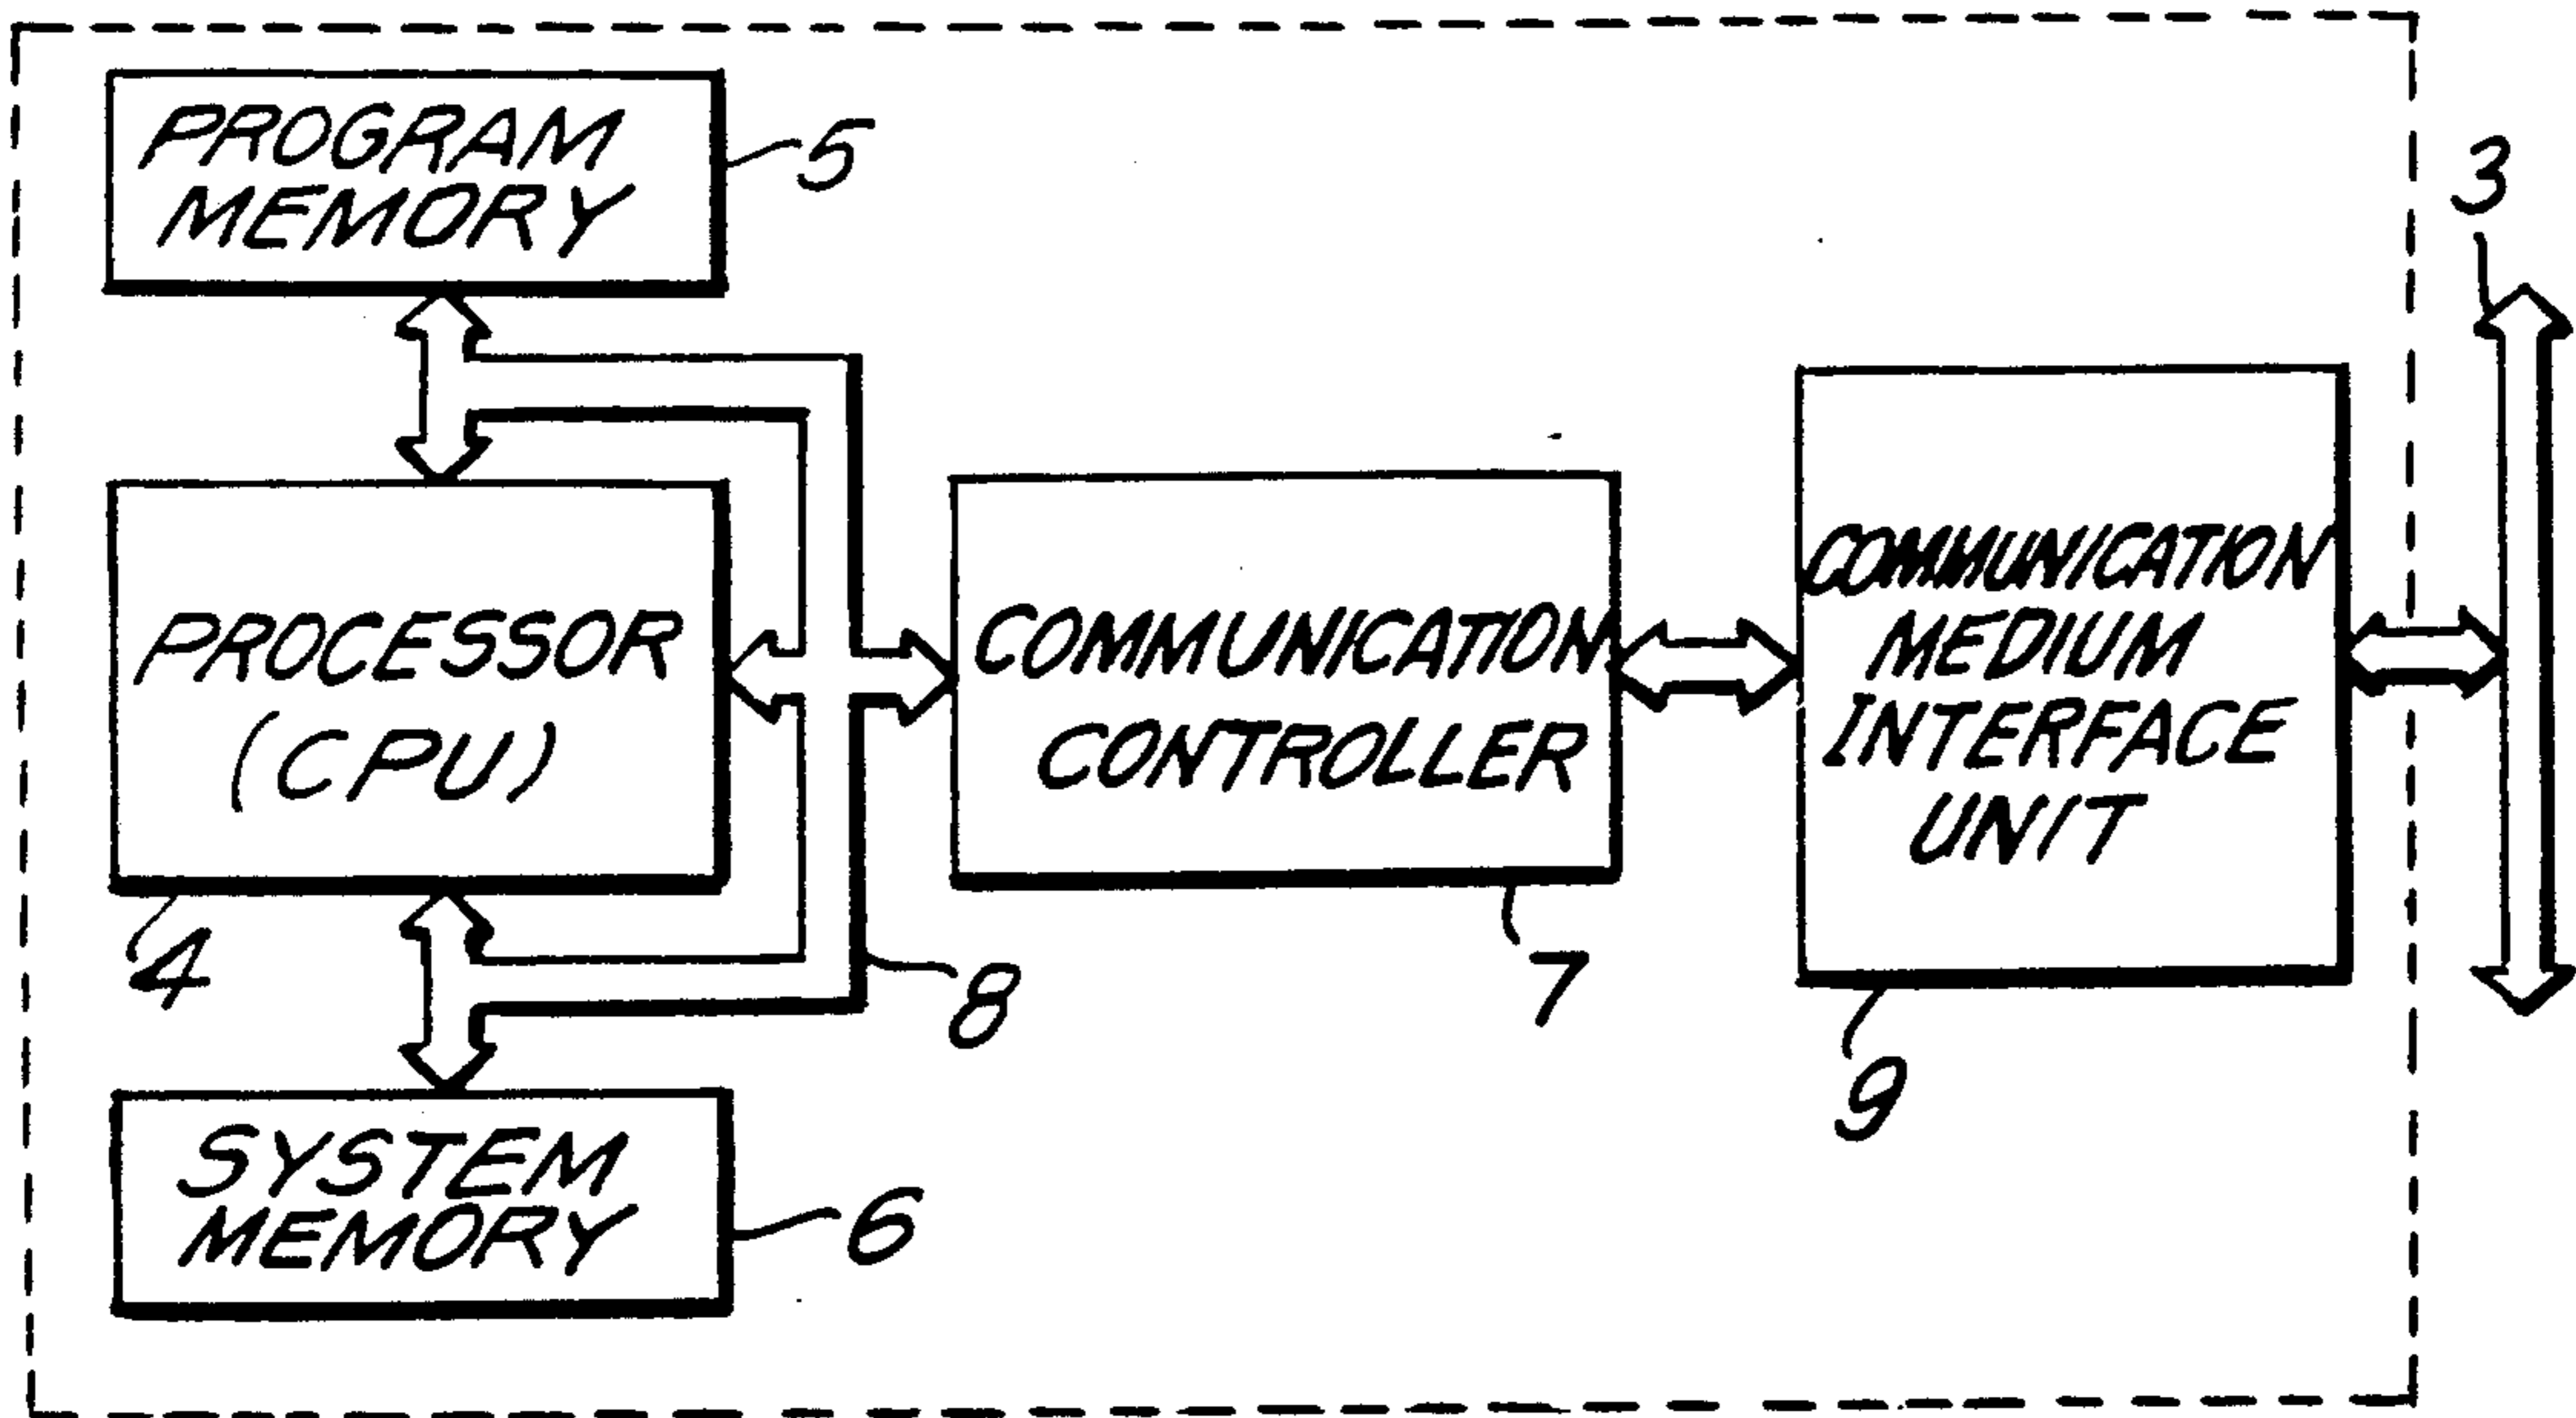 PROGRAM
MEMORY
5
3
PROCESSOR
(CPU)
4
COMMUNICATION
CONTROLLER
7
8
COMMUNICATION
MEDIUM
INTERFACE
UNIT
9
SYSTEM
MEMORY
6